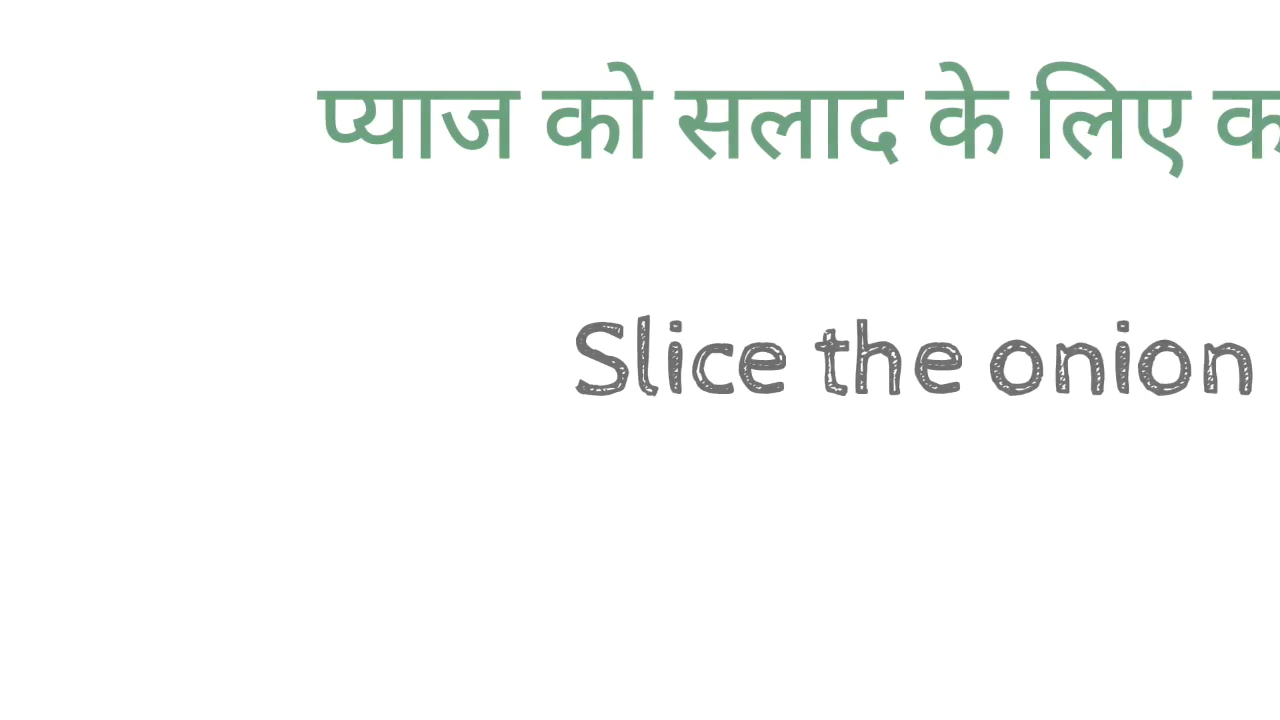 प्याज को सलाद के लिए क
Slice the onion